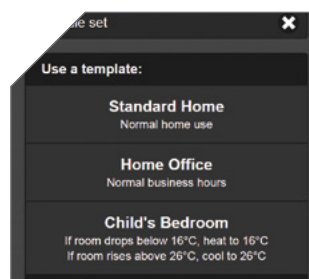 set
Use a template:
Standard Home
Normal home use
Home Office
Normal business hours
Child's Bedroom
If room drops below 16°C, heat to 16°C
If room rises above 26°C, cool to 26°C